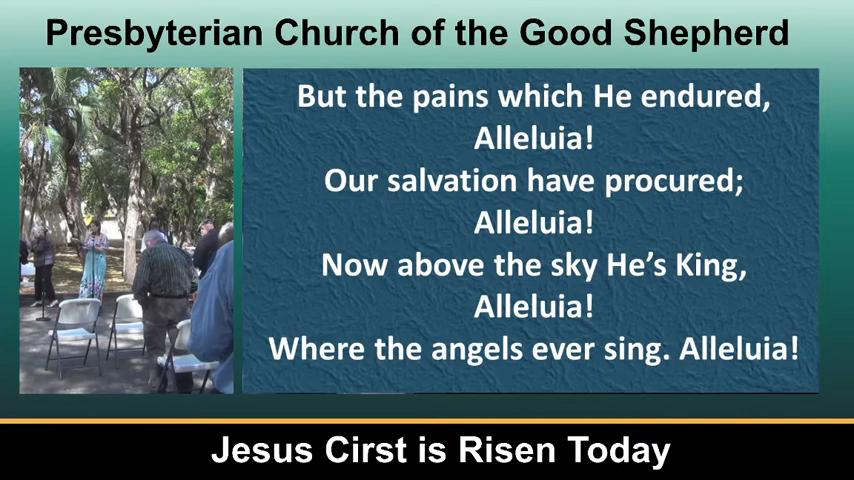 Presbyterian Church of the Good Shepherd
But the pains which He endured,
Alleluia!
Our salvation have procured;
Alleluia!
Now above the sky He's King,
Alleluia!
Where the angels ever sing. Alleluia!
Jesus Cirst is Risen Today